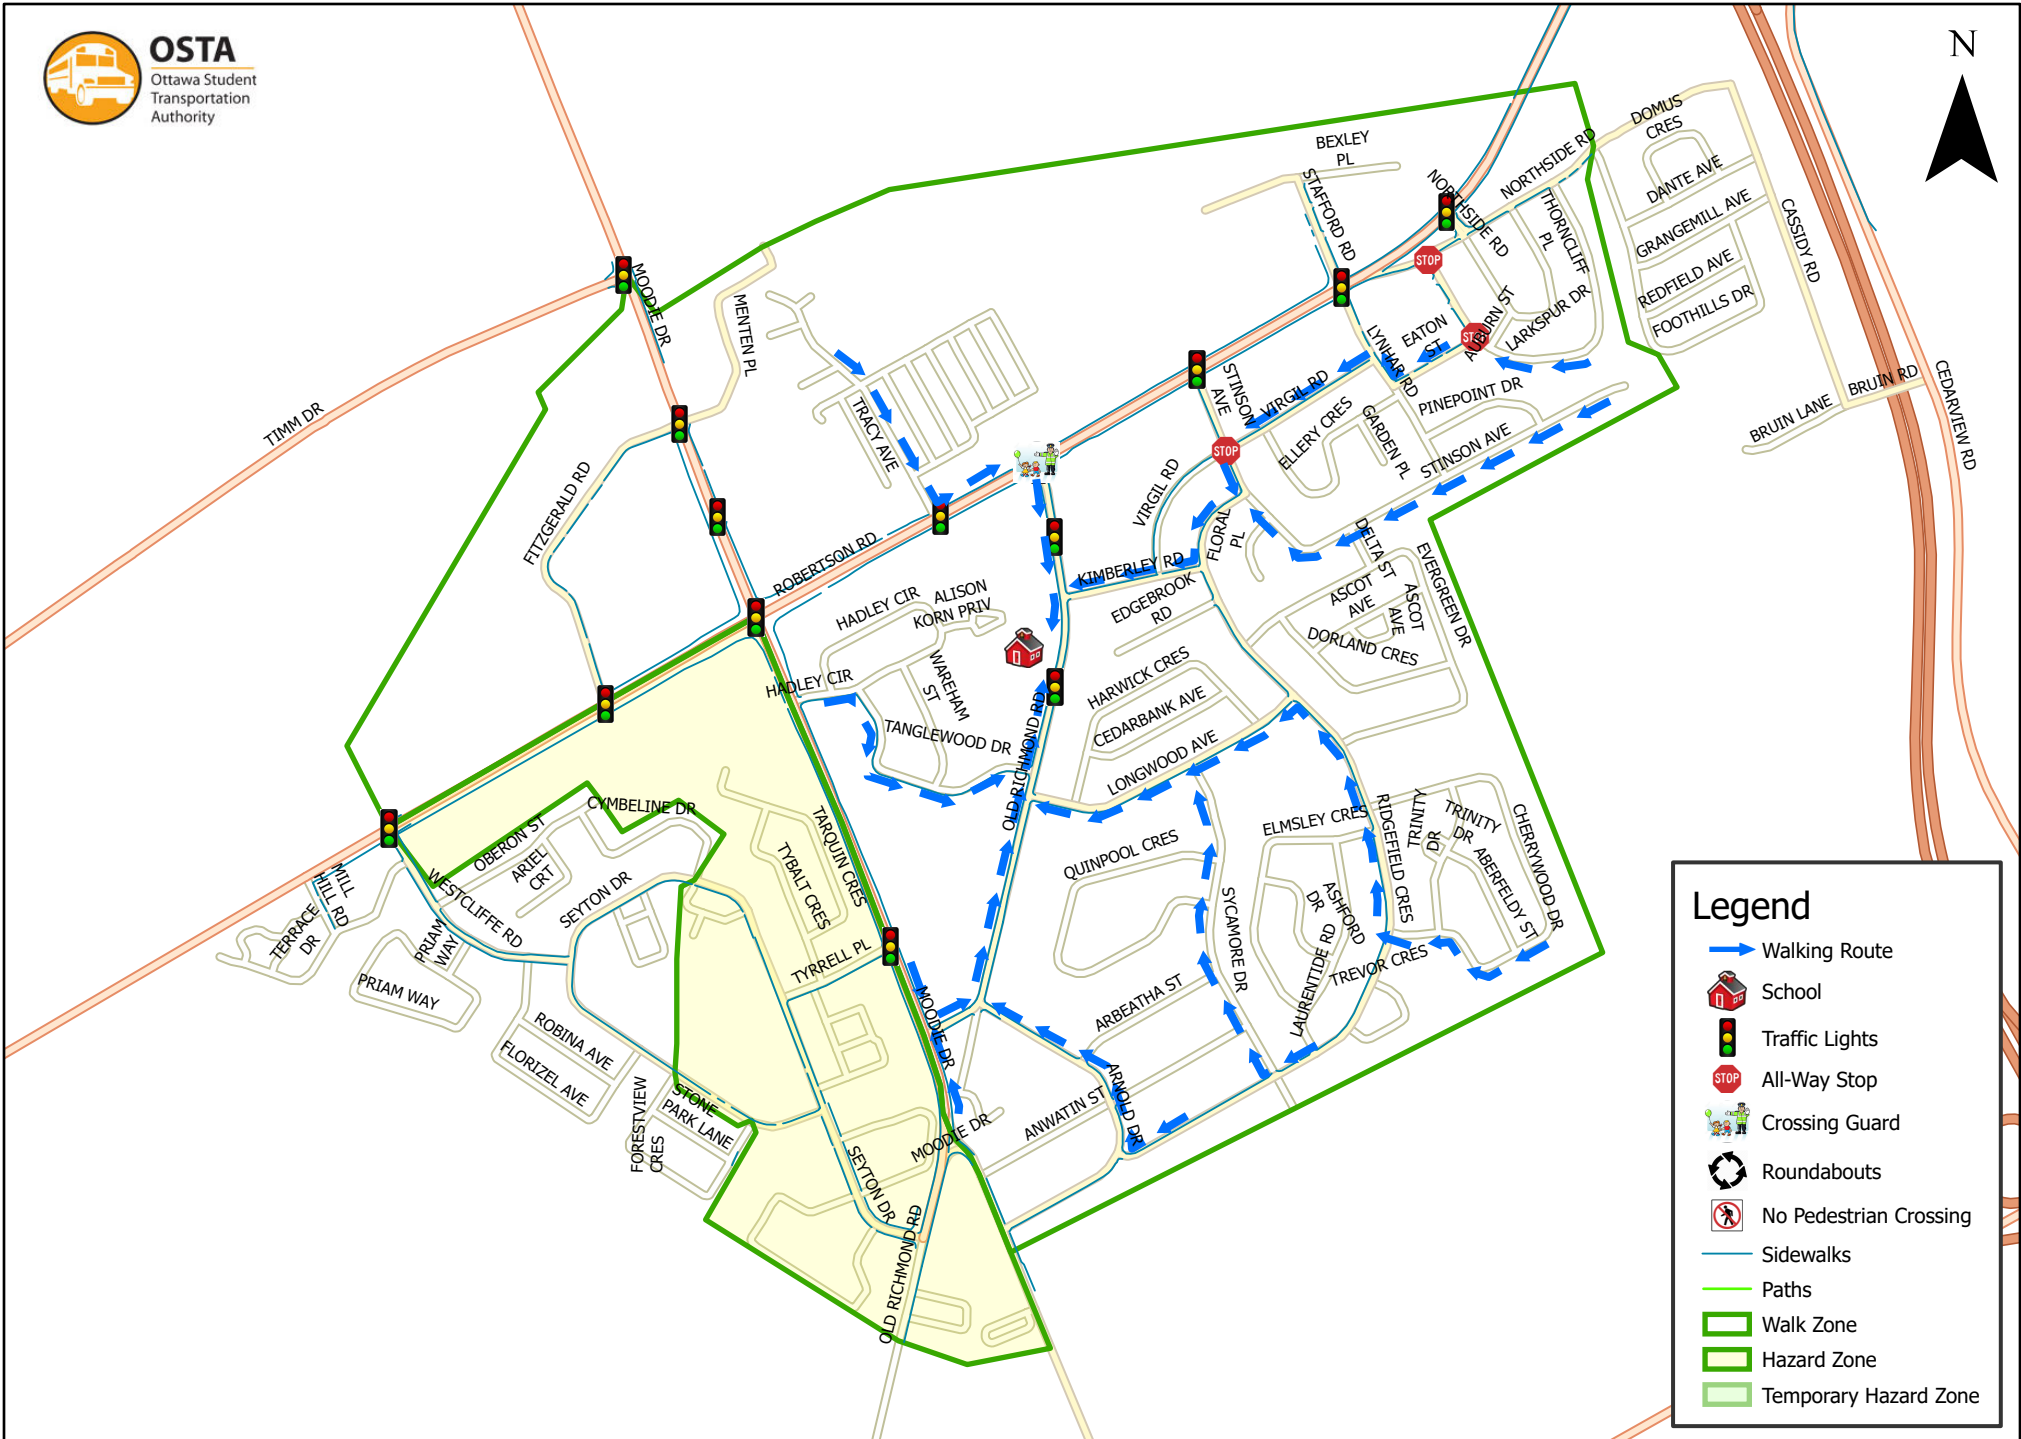 OSTA
Ottawa Student
Transportation
Authority
N
BEXLEY
PL
DOMUS
CRES
NORTHSIDE RD
NORTHSIDE RD
STAFFORD RD
THORNCLIFF
PL
DANTE AVE
GRANGEMILL AVE
CASSIDY RD
REDFIELD AVE
FOOTHILLS DR
STOP
STOP
MOODIE DR
MENTEN PL
TIMM DR
EATON
ST
AUBURN ST
LARKSPUR DR
LYNHAR RD
PINEPOINT DR
BRUIN RD
BRUIN LANE
CEDARVIEW RD
STINSON
AVE
VIRGIL RD
ELLERY CRES
GARDEN PL
STINSON AVE
STOP
TRACY AVE
FITZGERALD RD
VIRGIL RD
FLORAL
PL
ROBERTSON RD
KIMBERLEY RD
EDGEBROOK
RD
DELTA ST
EVERGREEN DR
ASCOT
AVE
ASCOT
AVE
DORLAND CRES
HADLEY CIR
ALISON
KORN PRIV
WAREHAM
ST
HADLEY CIR
TANGLEWOOD DR
HARWICK CRES
CEDARBANK AVE
OLD RICHMOND RD
LONGWOOD AVE
CYMBELINE DR
OBERON ST
ARIEL
CRT
TARQUIN CRES
TYBALT CRES
SEYTON DR
WESTCLIFFE RD
MILL
HILL RD
TERRACE
DR
PRIAM
WAY
PRIAM WAY
TYRRELL PL
QUINPOOL CRES
ELMSLEY CRES
RIDGEFIELD CRES
TRINITY
DR
TRINITY
DR
CHERRYWOOD DR
ABERFELDY ST
ASHFORD
DR
SYCAMORE DR
LAURENTIDE RD
TREVOR CRES
ARBEATHA ST
MOODIE DR
ROBINA AVE
FLORIZEL AVE
FORESTVIEW
CRES
STONE
PARK LANE
ANWATIN ST
ARNOLD DR
MOODIE DR
SEYTON DR
OLD RICHMOND RD
Legend
Walking Route
School
Traffic Lights
STOP
All-Way Stop
Crossing Guard
Roundabouts
No Pedestrian Crossing
Sidewalks
Paths
Walk Zone
Hazard Zone
Temporary Hazard Zone